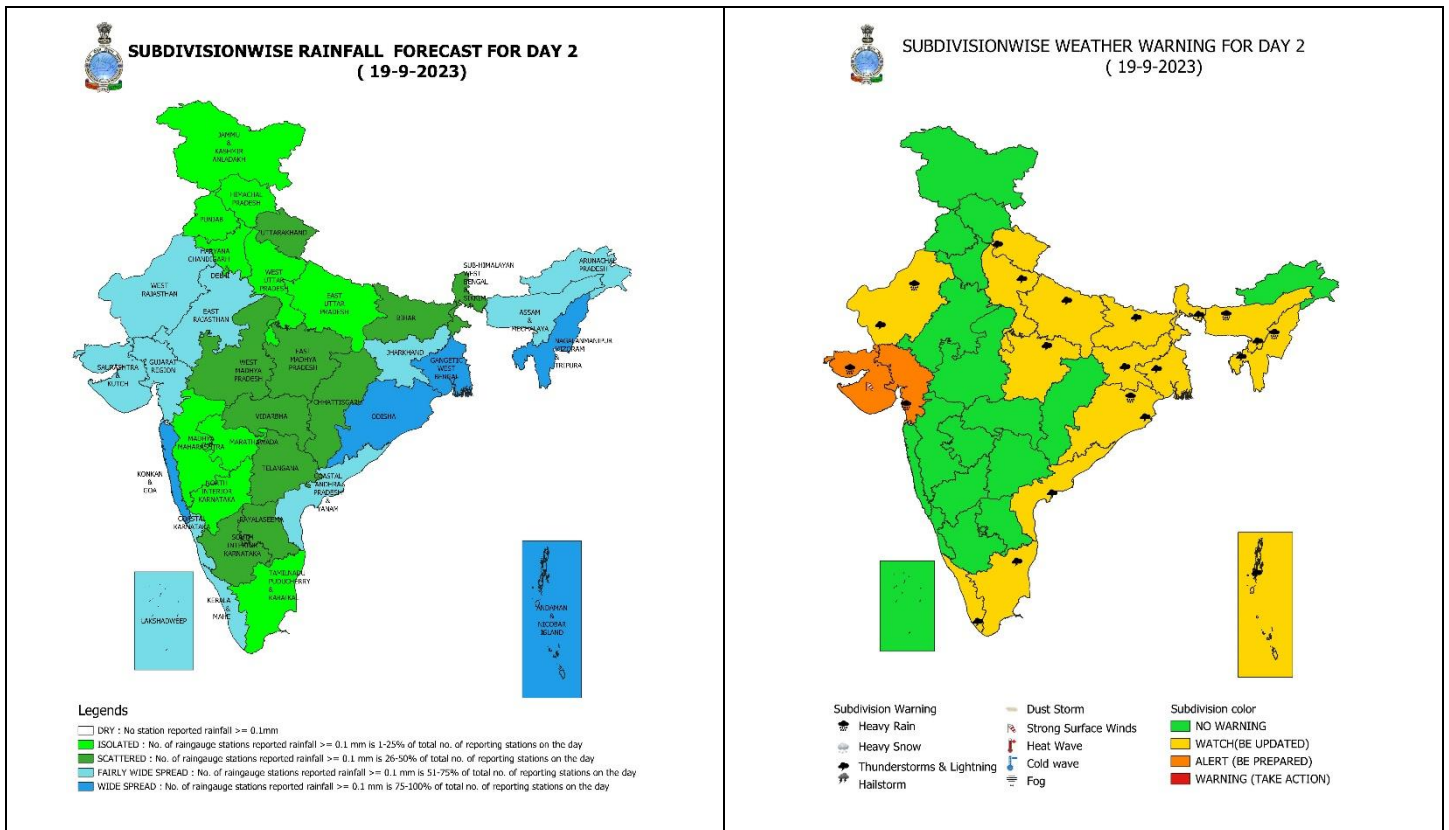 SUBDIVISIONWISE RAINFALL FORECAST FOR DAY 2
( 19-9-2023)
JAMMU
&
KASHMIR
HIMACHAL
PRADESH
PUNJAB
UTTARAKHAND
HARYANA
CHANDIGARH
DELHI
WEST
UTTAR
PRADESH
WEST
RAJASTHAN
EAST
RAJASTHAN
EAST
UTTAR
PRADESH
BIHAR
SUB-HIMALAYAN
WEST
BENGAL
&
SIKKIM
ARUNACHAL
PRADESH
ASSAM
&
MEGHALAYA
SAURASHTRA
&
KUTCH
GUJARAT
REGION
WEST
MADHYA
PRADESH
EAST
MADHYA
PRADESH
JHARKHAND
GANGETIC
WEST
BENGAL
MIZORAM
&
TRIPURA
CHHATTISGARH
ODISHA
VIDARBHA
MADHYA
MAHARASHTRA
MARATHAWADA
TELANGANA
KONKAN
&
GOA
NORTH
INTERIOR
KARNATAKA
COASTAL
ANDHRA
PRADESH
&
YANAM
COASTAL
KARNATAKA
RAYALASEEMA
SOUTH
INTERIOR
KARNATAKA
TAMILNADU
PUDUCHERRY
&
KARAIKAL
KERALA
&
MAHE
LAKSHADWEEP
ANDAMAN
&
NICOBAR
ISLAND
Legends
DRY : No station reported rainfall >= 0.1mm
ISOLATED : No. of raingauge stations reported rainfall >= 0.1 mm is 1-25% of total no. of reporting stations on the day
SCATTERED : No. of raingauge stations reported rainfall >= 0.1 mm is 26-50% of total no. of reporting stations on the day
FAIRLY WIDE SPREAD : No. of raingauge stations reported rainfall >= 0.1 mm is 51-75% of total no. of reporting stations on the day
WIDE SPREAD : No. of raingauge stations reported rainfall >= 0.1 mm is 75-100% of total no. of reporting stations on the day
SUBDIVISIONWISE WEATHER WARNING FOR DAY 2
( 19-9-2023)
Subdivision Warning
Heavy Rain
Heavy Snow
Thunderstorms & Lightning
Hailstorm
Dust Storm
Strong Surface Winds
Heat Wave
Cold wave
Fog
Subdivision color
NO WARNING
WATCH(BE UPDATED)
ALERT (BE PREPARED)
WARNING (TAKE ACTION)